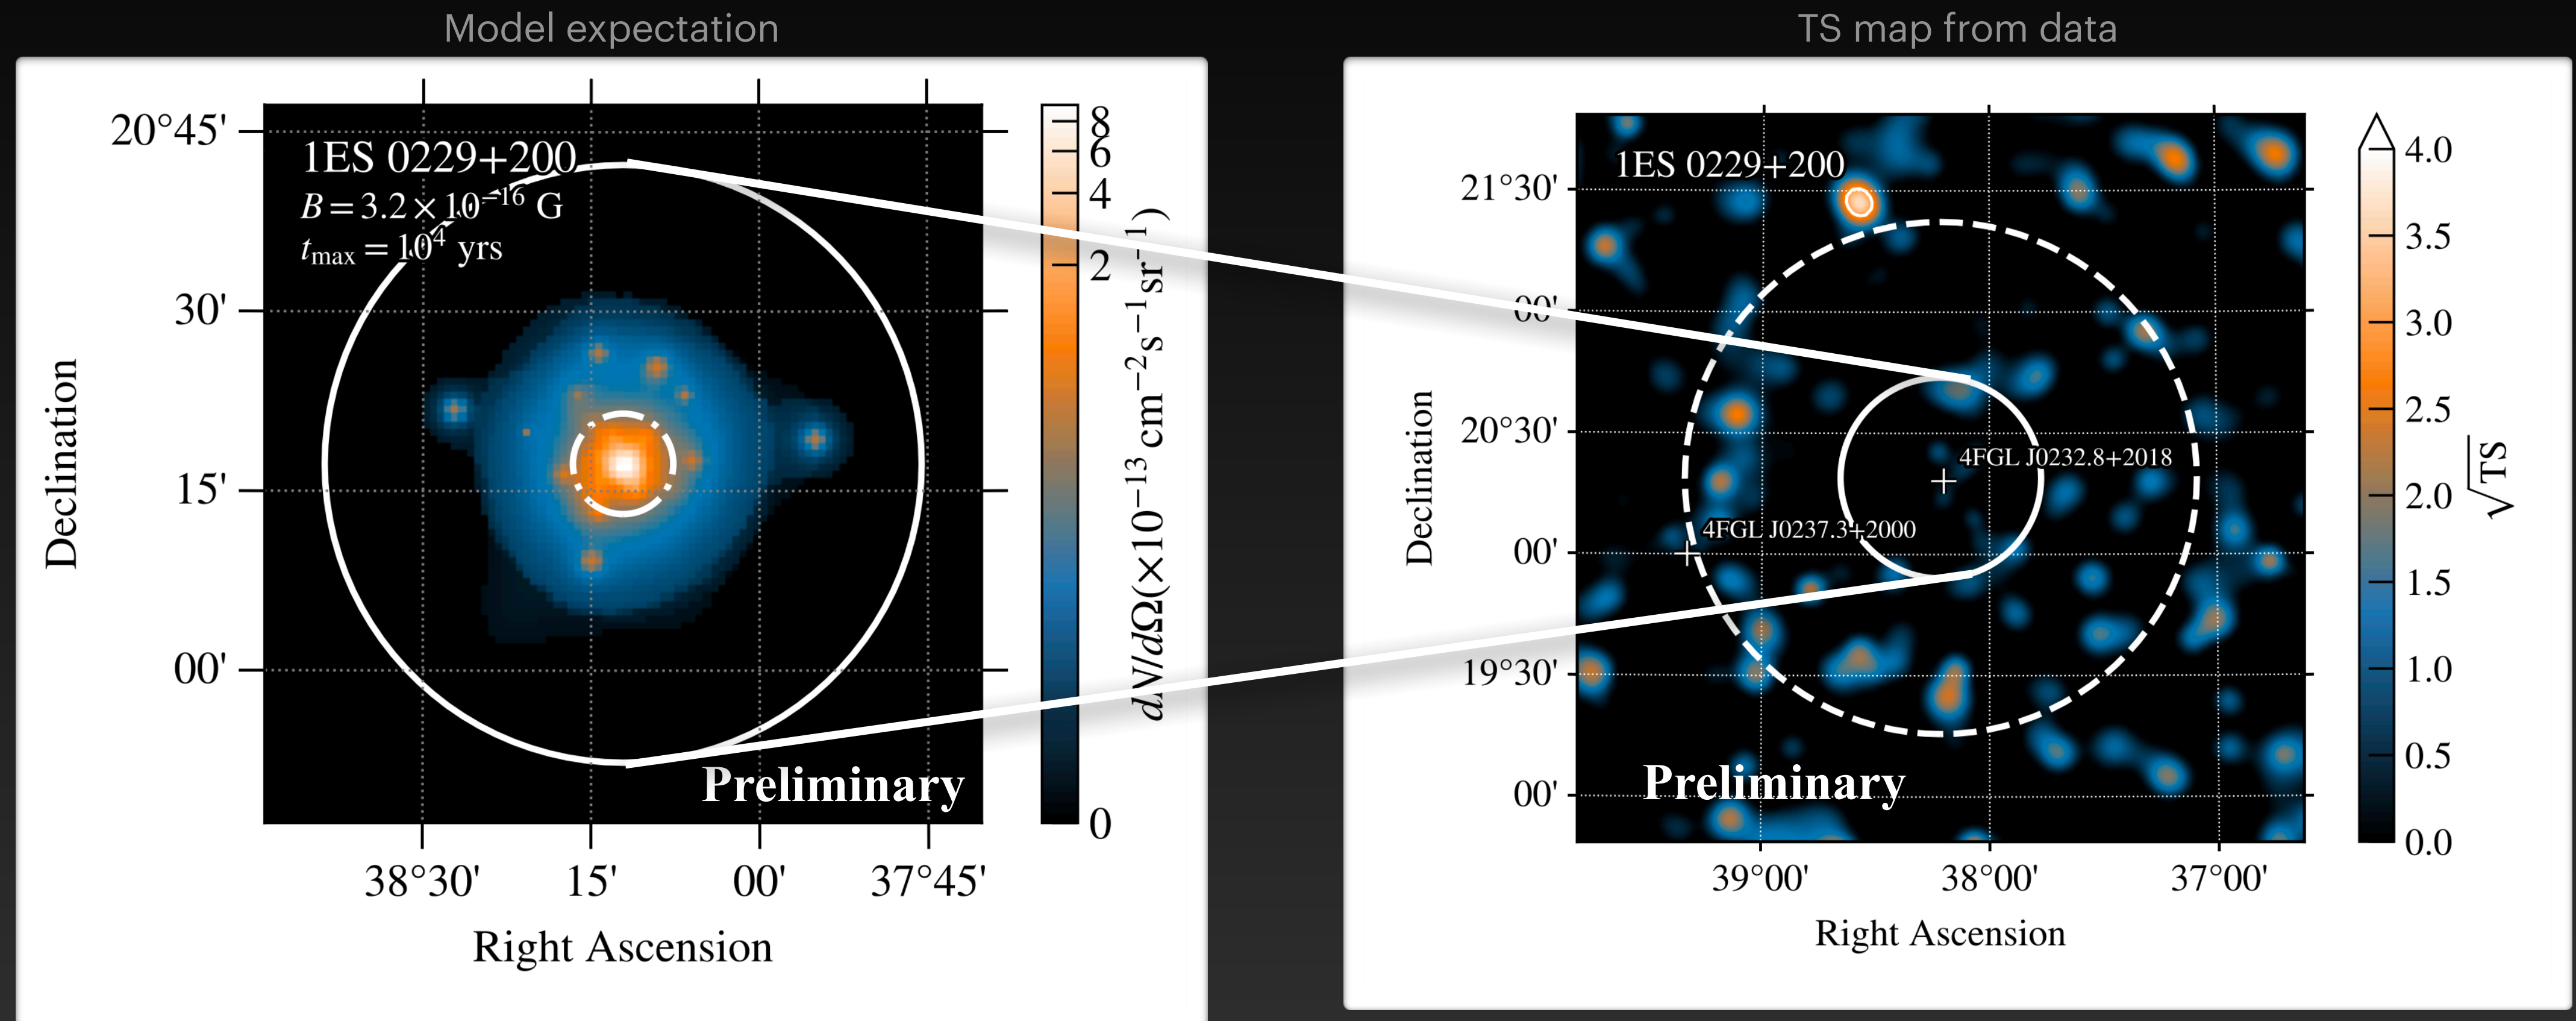 Model expectation
TS map from data
1ES 0229+200
B = 3.2 × 10⁻¹⁶ G
t_max = 10⁴ yrs
20°45'
30'
15'
00'
Declination
38°30'
15'
00'
37°45'
Right Ascension
Preliminary
8
6
4
2
0
dN/dΩ(×10⁻¹³ cm⁻² s⁻¹ sr⁻¹)
1ES 0229+200
21°30'
00'
20°30'
00'
19°30'
00'
Declination
4FGL J0232.8+2018
4FGL J0237.3+2000
Preliminary
39°00'
38°00'
37°00'
Right Ascension
4.0
3.5
3.0
2.5
2.0
1.5
1.0
0.5
0.0
√TS